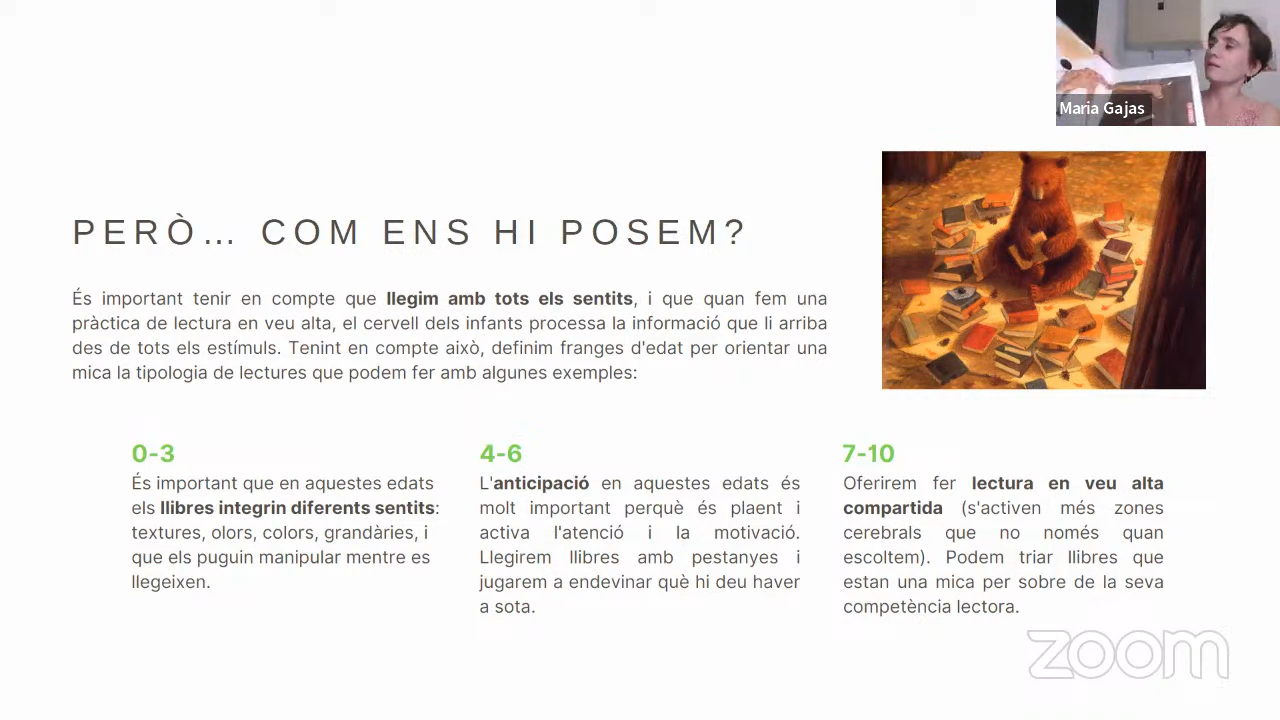 Maria Gajas
PERÒ... COM ENS HI POSEM?
És important tenir en compte que llegim amb tots els sentits, i que quan fem una
pràctica de lectura en veu alta, el cervell dels infants processa la informació que li arriba
des de tots els estímuls. Tenint en compte això, definim franges d'edat per orientar una
mica la tipologia de lectures que podem fer amb algunes exemples:
0-3
És important que en aquestes edats
els llibres integrin diferents sentits:
textures, olors, colors, grandàries, i
que els puguin manipular mentre es
llegeixen.
4-6
L'anticipació en aquestes edats és
molt important perquè és plaent i
activa l'atenció i la motivació.
Llegirem llibres amb pestanyes i
jugarem a endevinar què hi deu haver
a sota.
7-10
Oferirem fer lectura en veu alta
compartida (s'activen més zones
cerebrals que no només quan
escoltem). Podem triar llibres que
estan una mica per sobre de la seva
competència lectora.
zoom